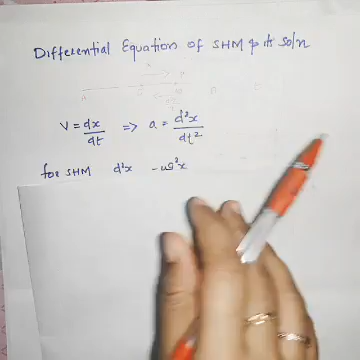 Differential Equation of SHM & its soln
V = dx/dt => a = d²x/dt²
for SHM d²x -ω²x